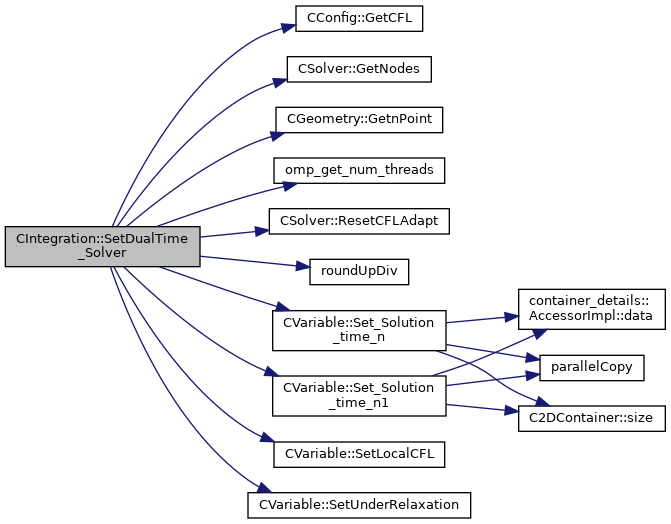 CConfig::GetCFL
CSolver::GetNodes
CGeometry::GetnPoint
omp_get_num_threads
CSolver::ResetCFLAdapt
CIntegration::SetDualTime
_Solver
roundUpDiv
CVariable::Set_Solution
_time_n
CVariable::Set_Solution
_time_n1
CVariable::SetLocalCFL
CVariable::SetUnderRelaxation
container_details::
AccessorImpl::data
parallelCopy
C2DContainer::size